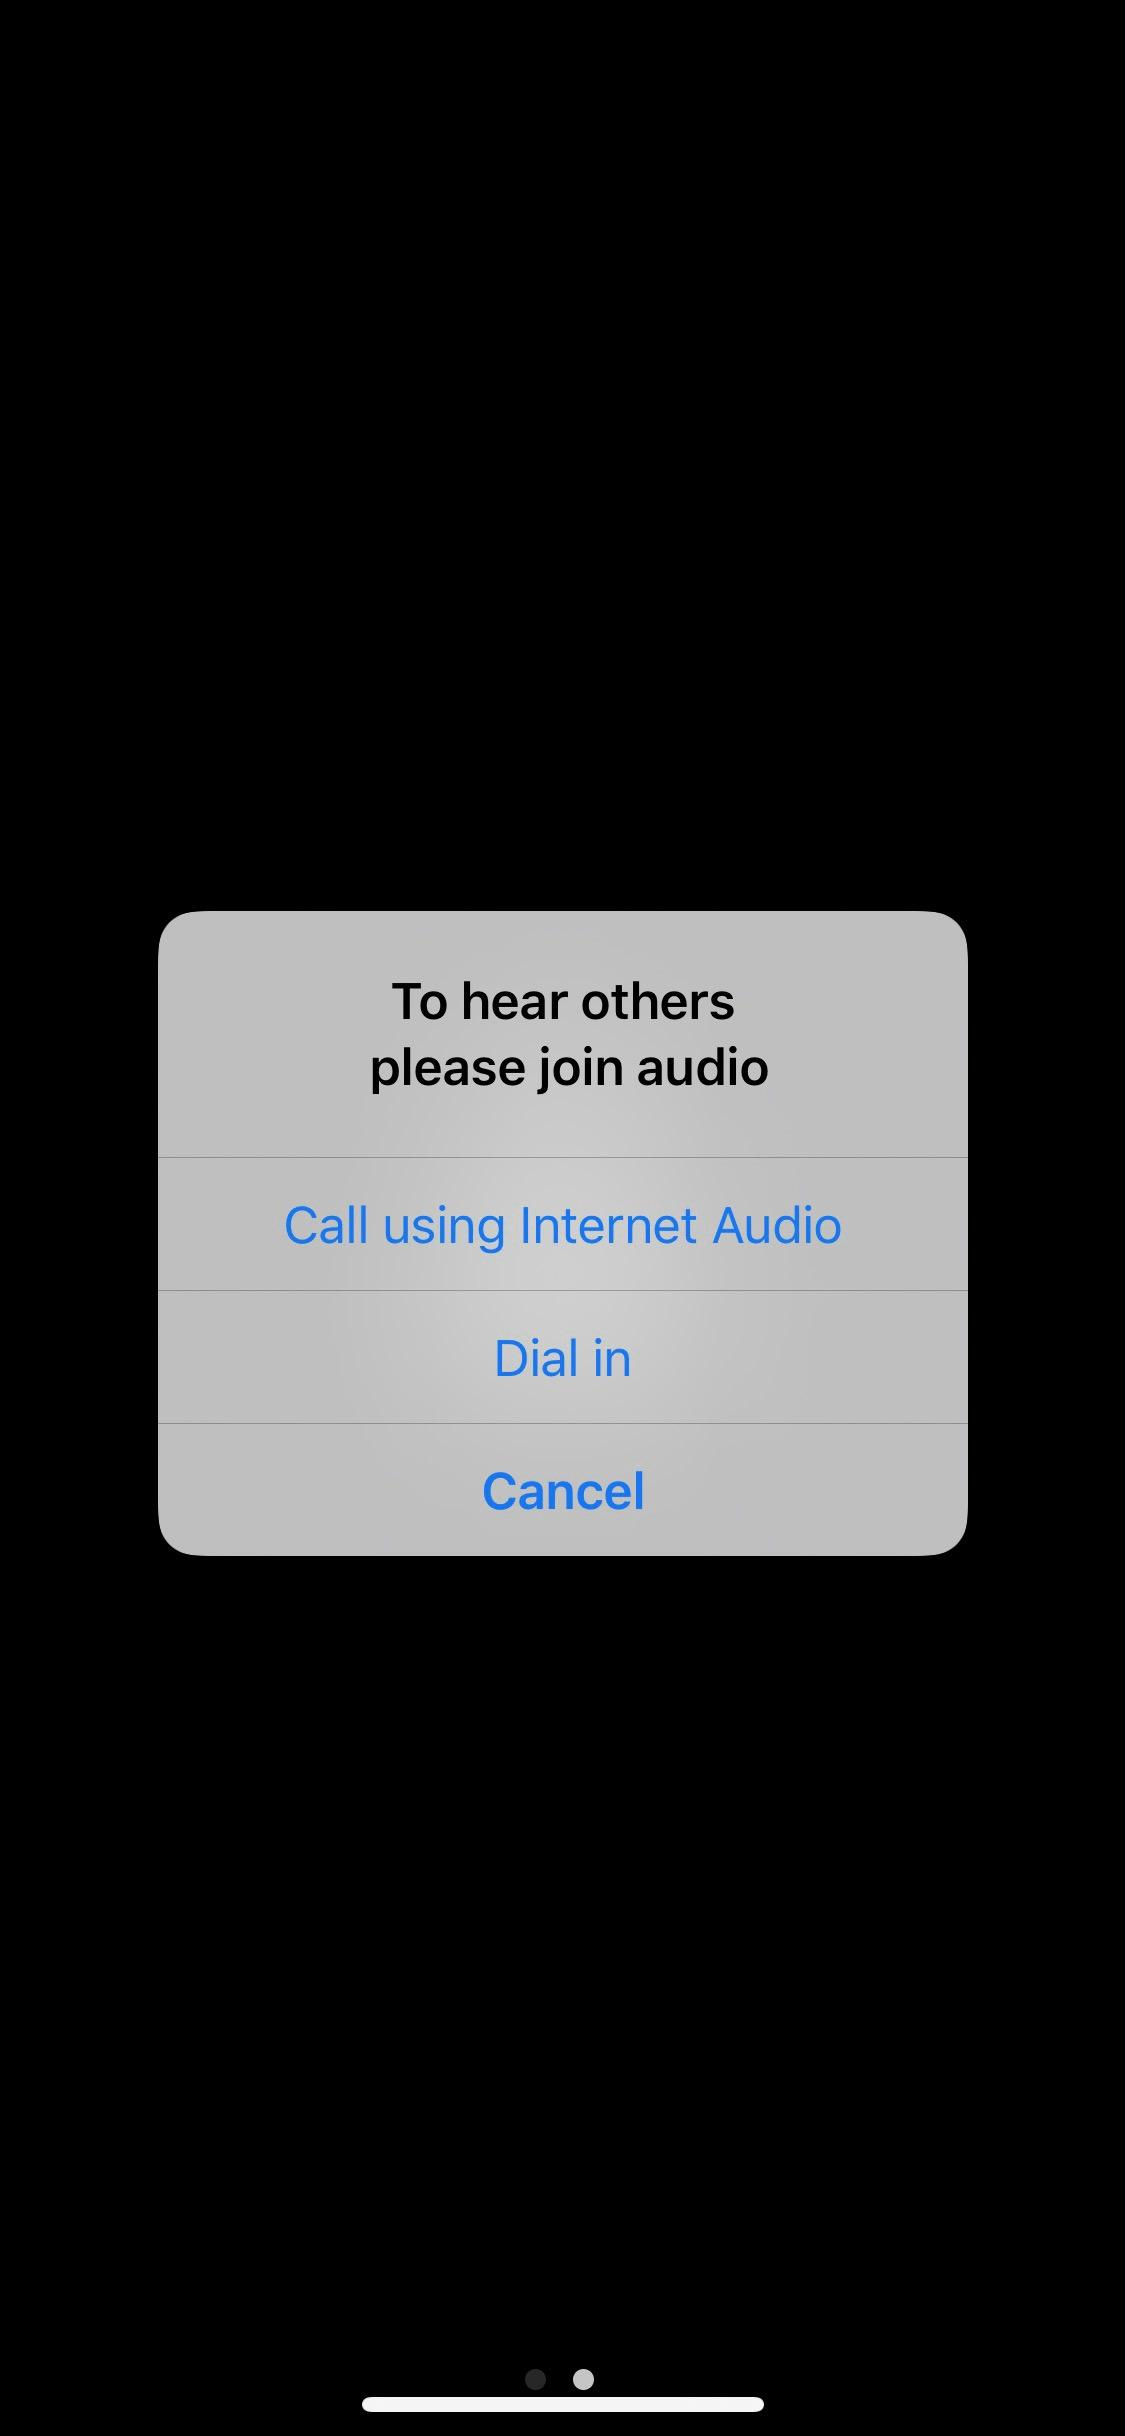 To hear others
please join audio
Call using Internet Audio
Dial in
Cancel